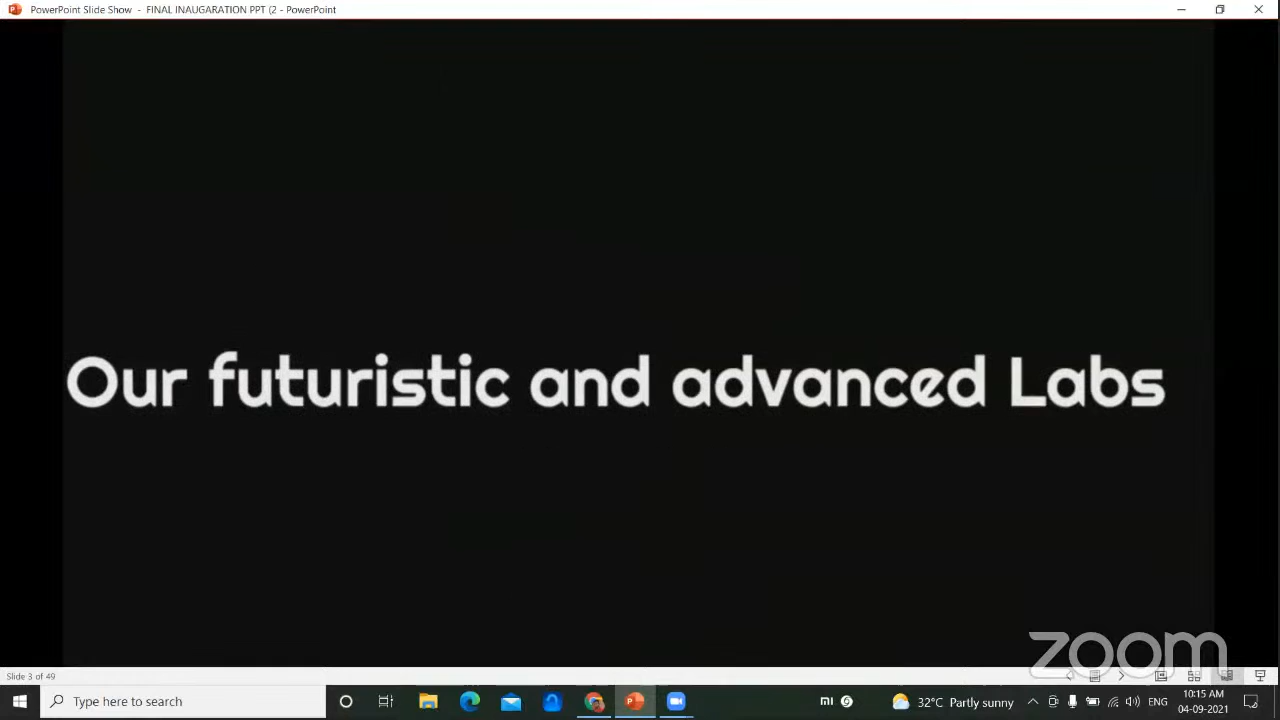 PowerPoint Slide Show - FINAL INAUGARATION PPT (2 - PowerPoint
Our futuristic and advanced Labs
zoom
Slide 3 of 49
Type here to search
mi
32°C Partly sunny
ENG
10:15 AM
04-09-2021